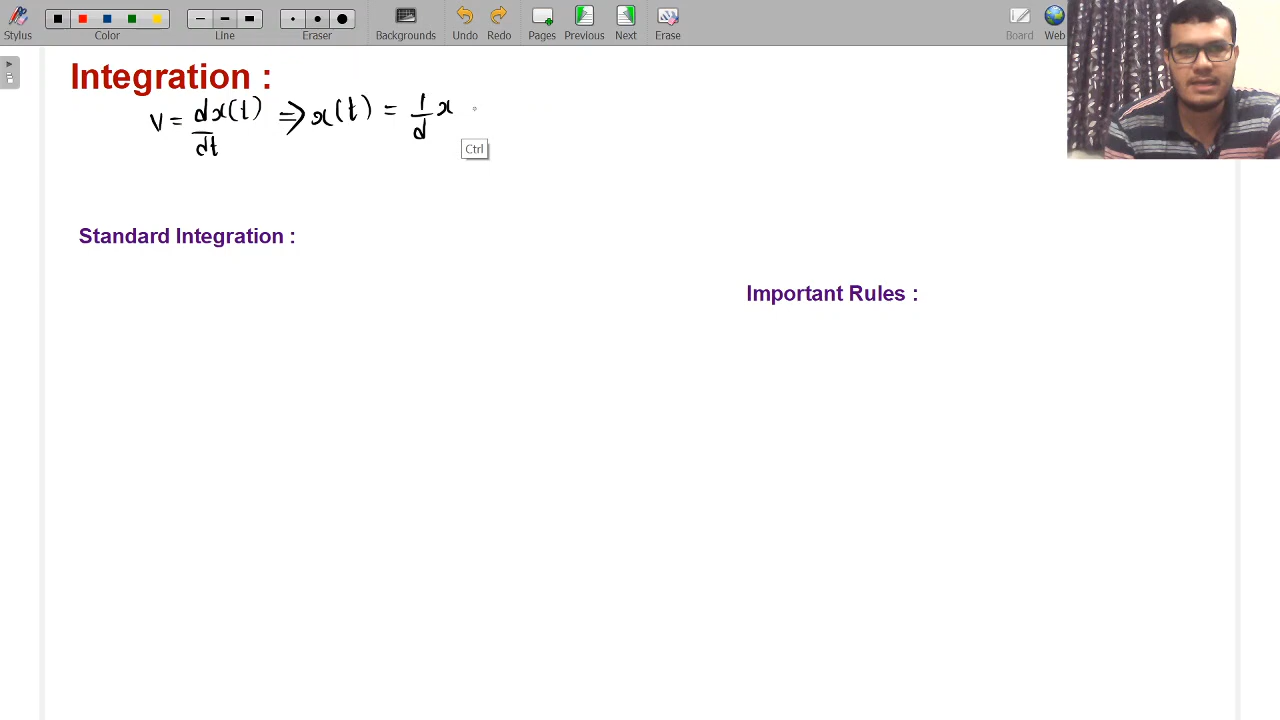 Stylus Color Line Eraser Backgrounds Undo Redo Pages Previous Next Erase Board Web
Integration :
v = dx(t)/dt ⇒ x(t) = 1/d x
Ctrl
Standard Integration :
Important Rules :